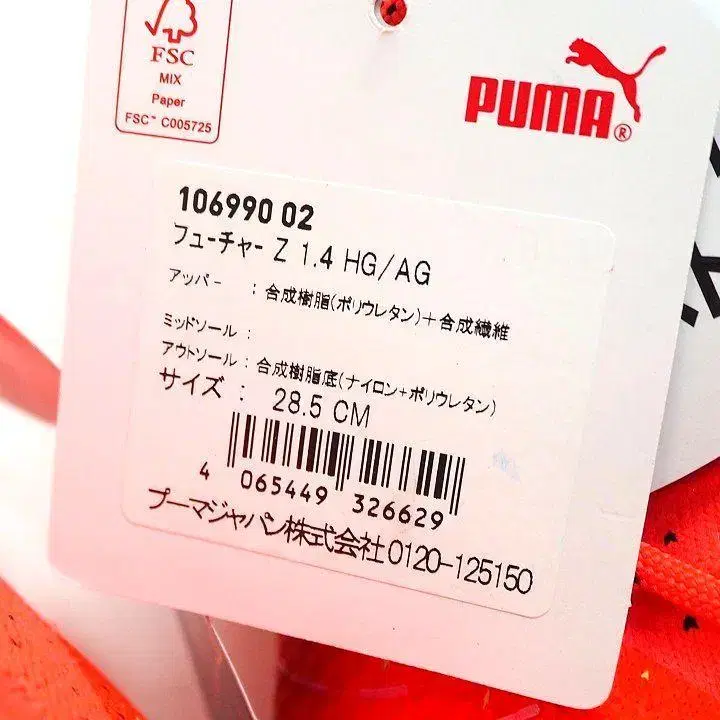 FSC
MIX
Paper
FSC™ C005725
PUMA®
106990 02
フューチャー Z 1.4 HG/AG
アッパー : 合成樹脂(ポリウレタン)+合成繊維
ミッドソール :
アウトソール : 合成樹脂底(ナイロン+ポリウレタン)
サイズ : 28.5 CM
4 065449 326629
プーマジャパン株式会社0120-125150